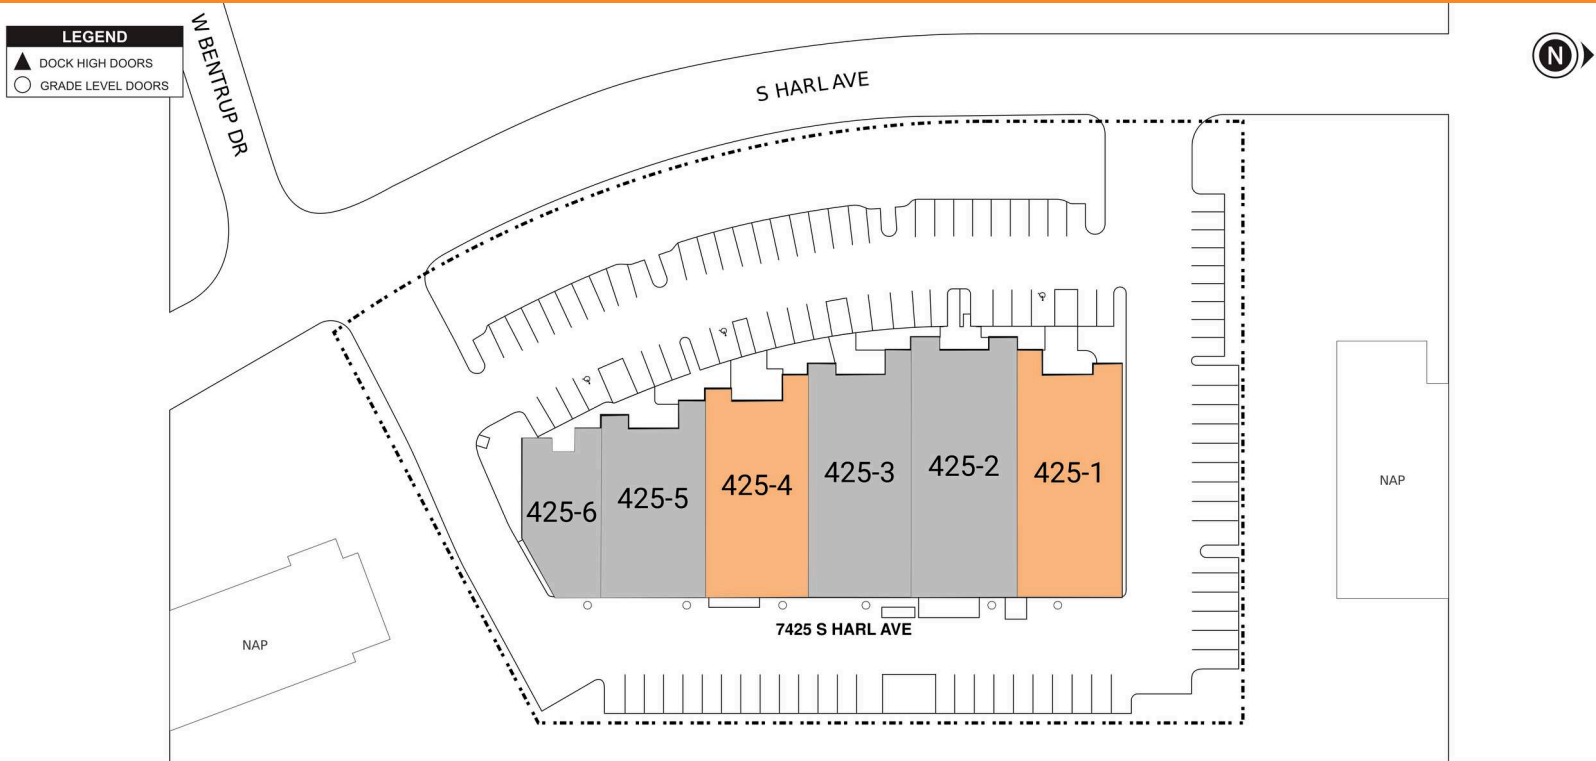 LEGEND
DOCK HIGH DOORS
GRADE LEVEL DOORS
W BENTRUP DR
S HARL AVE
N
425-6
425-5
425-4
425-3
425-2
425-1
NAP
NAP
7425 S HARL AVE